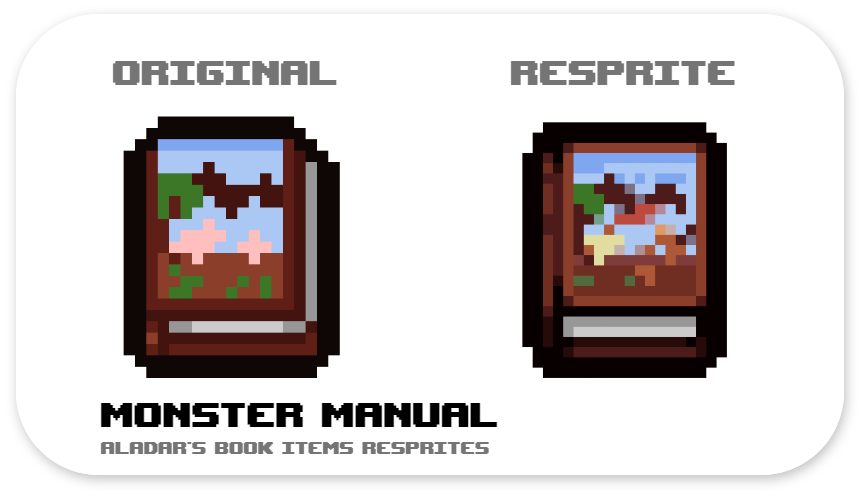 ORIGINAL
RESPRITE
MONSTER MANUAL
ALADAR'S BOOK ITEMS RESPRITES